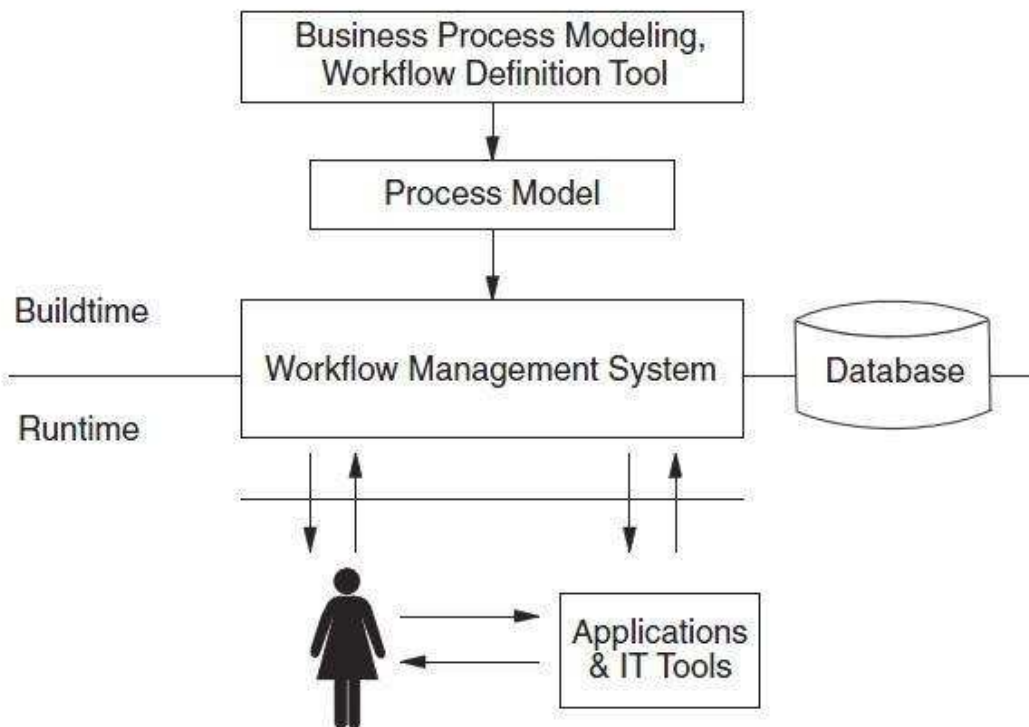 Business Process Modeling,
Workflow Definition Tool
Process Model
Buildtime
Workflow Management System
Database
Runtime
Applications
& IT Tools